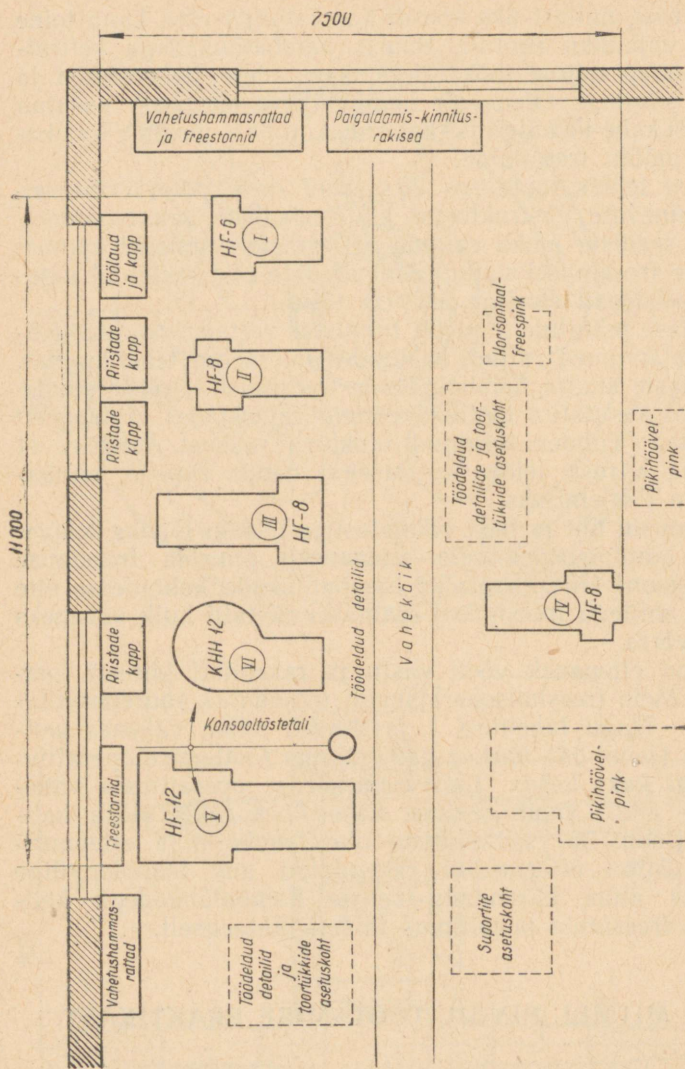 7500
Vahetushammasrattad
ja freestornid
Paigaldamis-kinnitus-
rakised
11 000
Töölaud
ja kapp
HF-6
I
Riistade
kapp
HF-8
II
Horisontaal-
freespink
Riistade
kapp
Töödeldud
detailide ja toor-
tükkide asetuskoht
Pikihöövel-
pink
III
HF-8
Töödeldud detailid
Vahekäik
IV
HF-8
Riistade
kapp
KHH 12
VI
Konsooltõstetali
Freestornid
HF-12
V
Pikihöövel-
pink
Vahetushammas-
rattad
Töödelaud
detailid
ja
toortükkide
asetuskoht
Suportite
asetuskoht